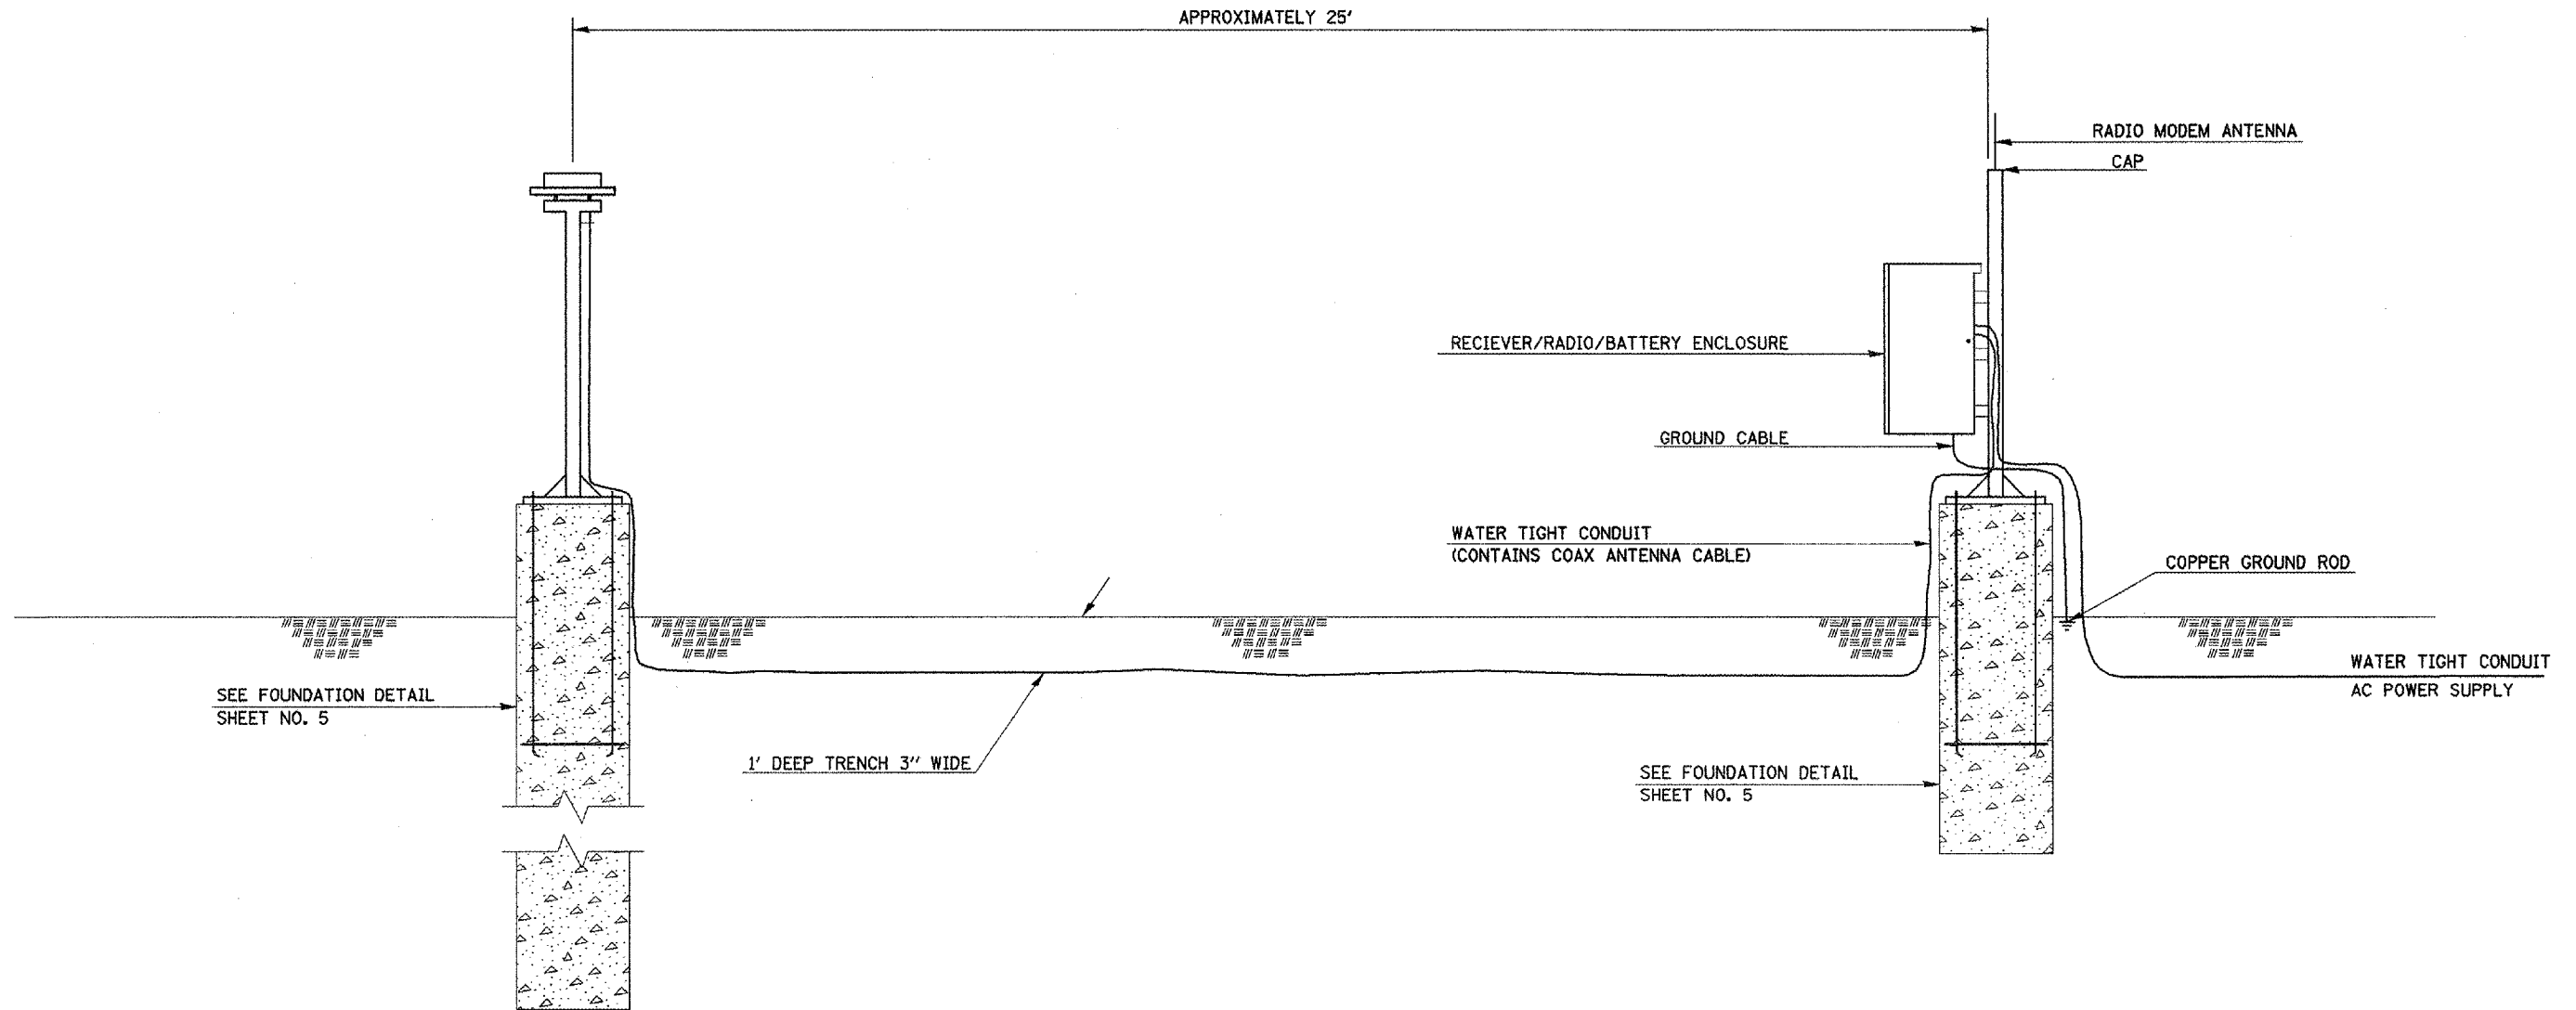 APPROXIMATELY 25'
RADIO MODEM ANTENNA
CAP
RECIEVER/RADIO/BATTERY ENCLOSURE
GROUND CABLE
WATER TIGHT CONDUIT
(CONTAINS COAX ANTENNA CABLE)
COPPER GROUND ROD
WATER TIGHT CONDUIT
AC POWER SUPPLY
SEE FOUNDATION DETAIL
SHEET NO. 5
1' DEEP TRENCH 3" WIDE
SEE FOUNDATION DETAIL
SHEET NO. 5